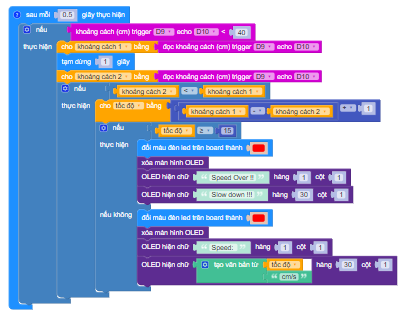 sau mỗi 0.5 giây thực hiện
nếu khoảng cách (cm) trigger D9 echo D10 < 40
thực hiện cho khoảng cách 1 bằng đọc khoảng cách (cm) trigger D9 echo D10
tạm dừng 1 giây
cho khoảng cách 2 bằng đọc khoảng cách (cm) trigger D9 echo D10
nếu khoảng cách 2 < khoảng cách 1
thực hiện cho tốc độ bằng khoảng cách 1 - khoảng cách 2 ÷ 1
nếu tốc độ ≥ 15
thực hiện đổi màu đèn led trên board thành
xóa màn hình OLED
OLED hiện chữ “ Speed Over !! ” hàng 1 cột 1
OLED hiện chữ “ Slow down !!! ” hàng 30 cột 1
nếu không đổi màu đèn led trên board thành
xóa màn hình OLED
OLED hiện chữ “ Speed: ” hàng 1 cột 1
OLED hiện chữ tạo văn bản từ tốc độ hàng 30 cột 1
“ cm/s ”